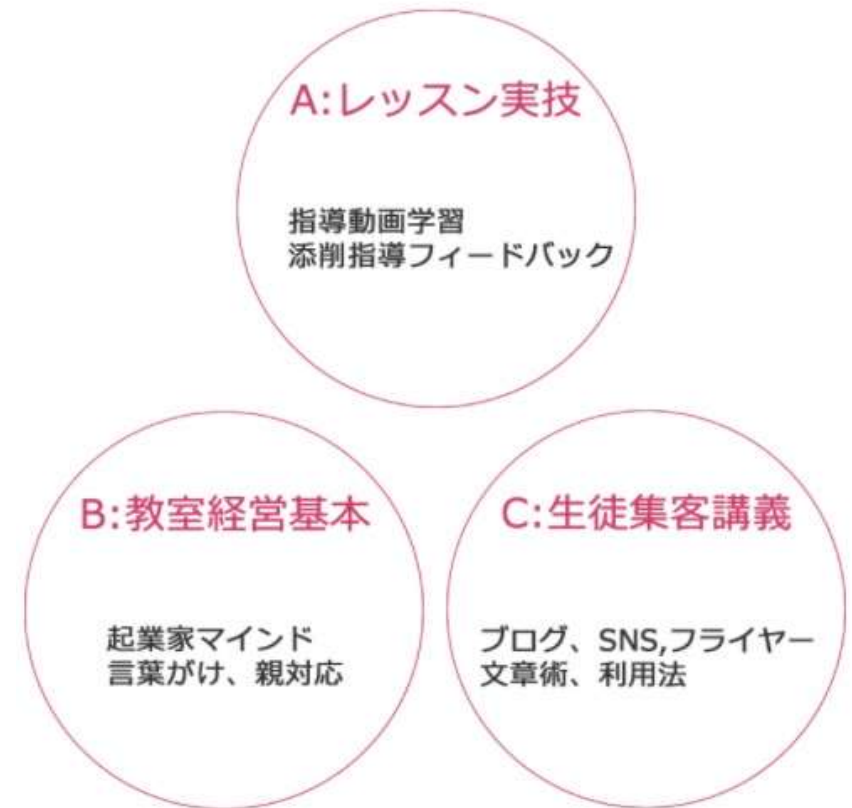 A:レッスン実技
指導動画学習
添削指導フィードバック
B:教室経営基本
起業家マインド
言葉がけ、親対応
C:生徒集客講義
ブログ、SNS,フライヤー
文章術、利用法